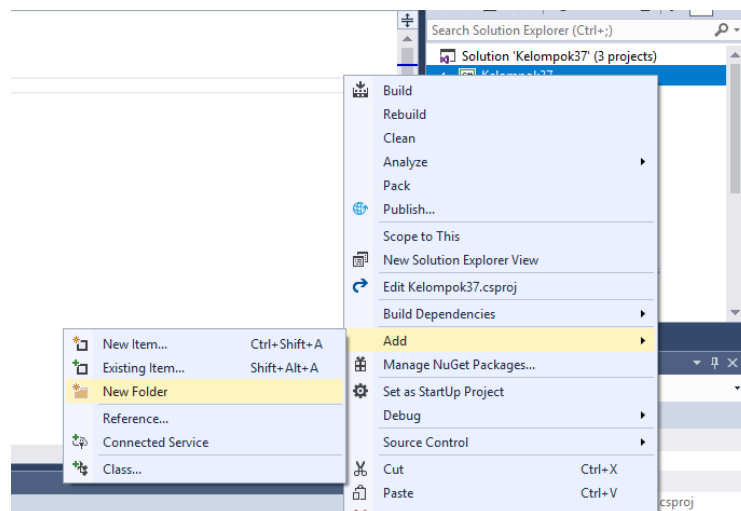 Search Solution Explorer (Ctrl+;)
Solution 'Kelompok37' (3 projects)
Kelompok37
Build
Rebuild
Clean
Analyze
Pack
Publish...
Scope to This
New Solution Explorer View
Edit Kelompok37.csproj
Build Dependencies
Add
Manage NuGet Packages...
Set as StartUp Project
Debug
Source Control
Cut Ctrl+X
Paste Ctrl+V
New Item... Ctrl+Shift+A
Existing Item... Shift+Alt+A
New Folder
Reference...
Connected Service
Class...
csproj